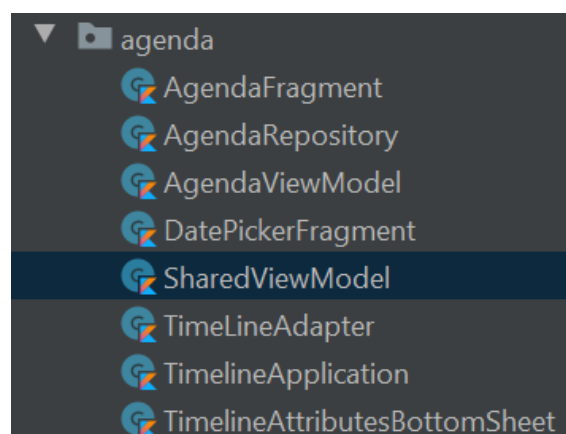 agenda
AgendaFragment
AgendaRepository
AgendaViewModel
DatePickerFragment
SharedViewModel
TimeLineAdapter
TimelineApplication
TimelineAttributesBottomSheet